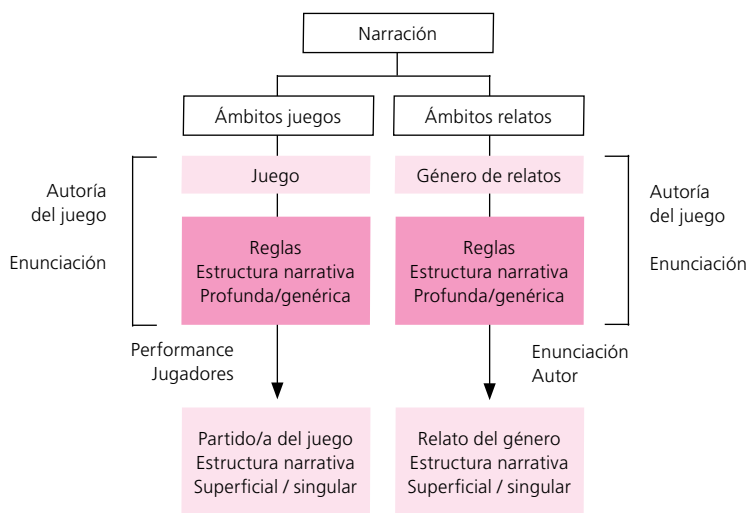 Narración
Ámbitos juegos
Ámbitos relatos
Autoría
del juego
Enunciación
Juego
Género de relatos
Autoría
del juego
Enunciación
Reglas
Estructura narrativa
Profunda/genérica
Reglas
Estructura narrativa
Profunda/genérica
Performance
Jugadores
Enunciación
Autor
Partido/a del juego
Estructura narrativa
Superficial / singular
Relato del género
Estructura narrativa
Superficial / singular